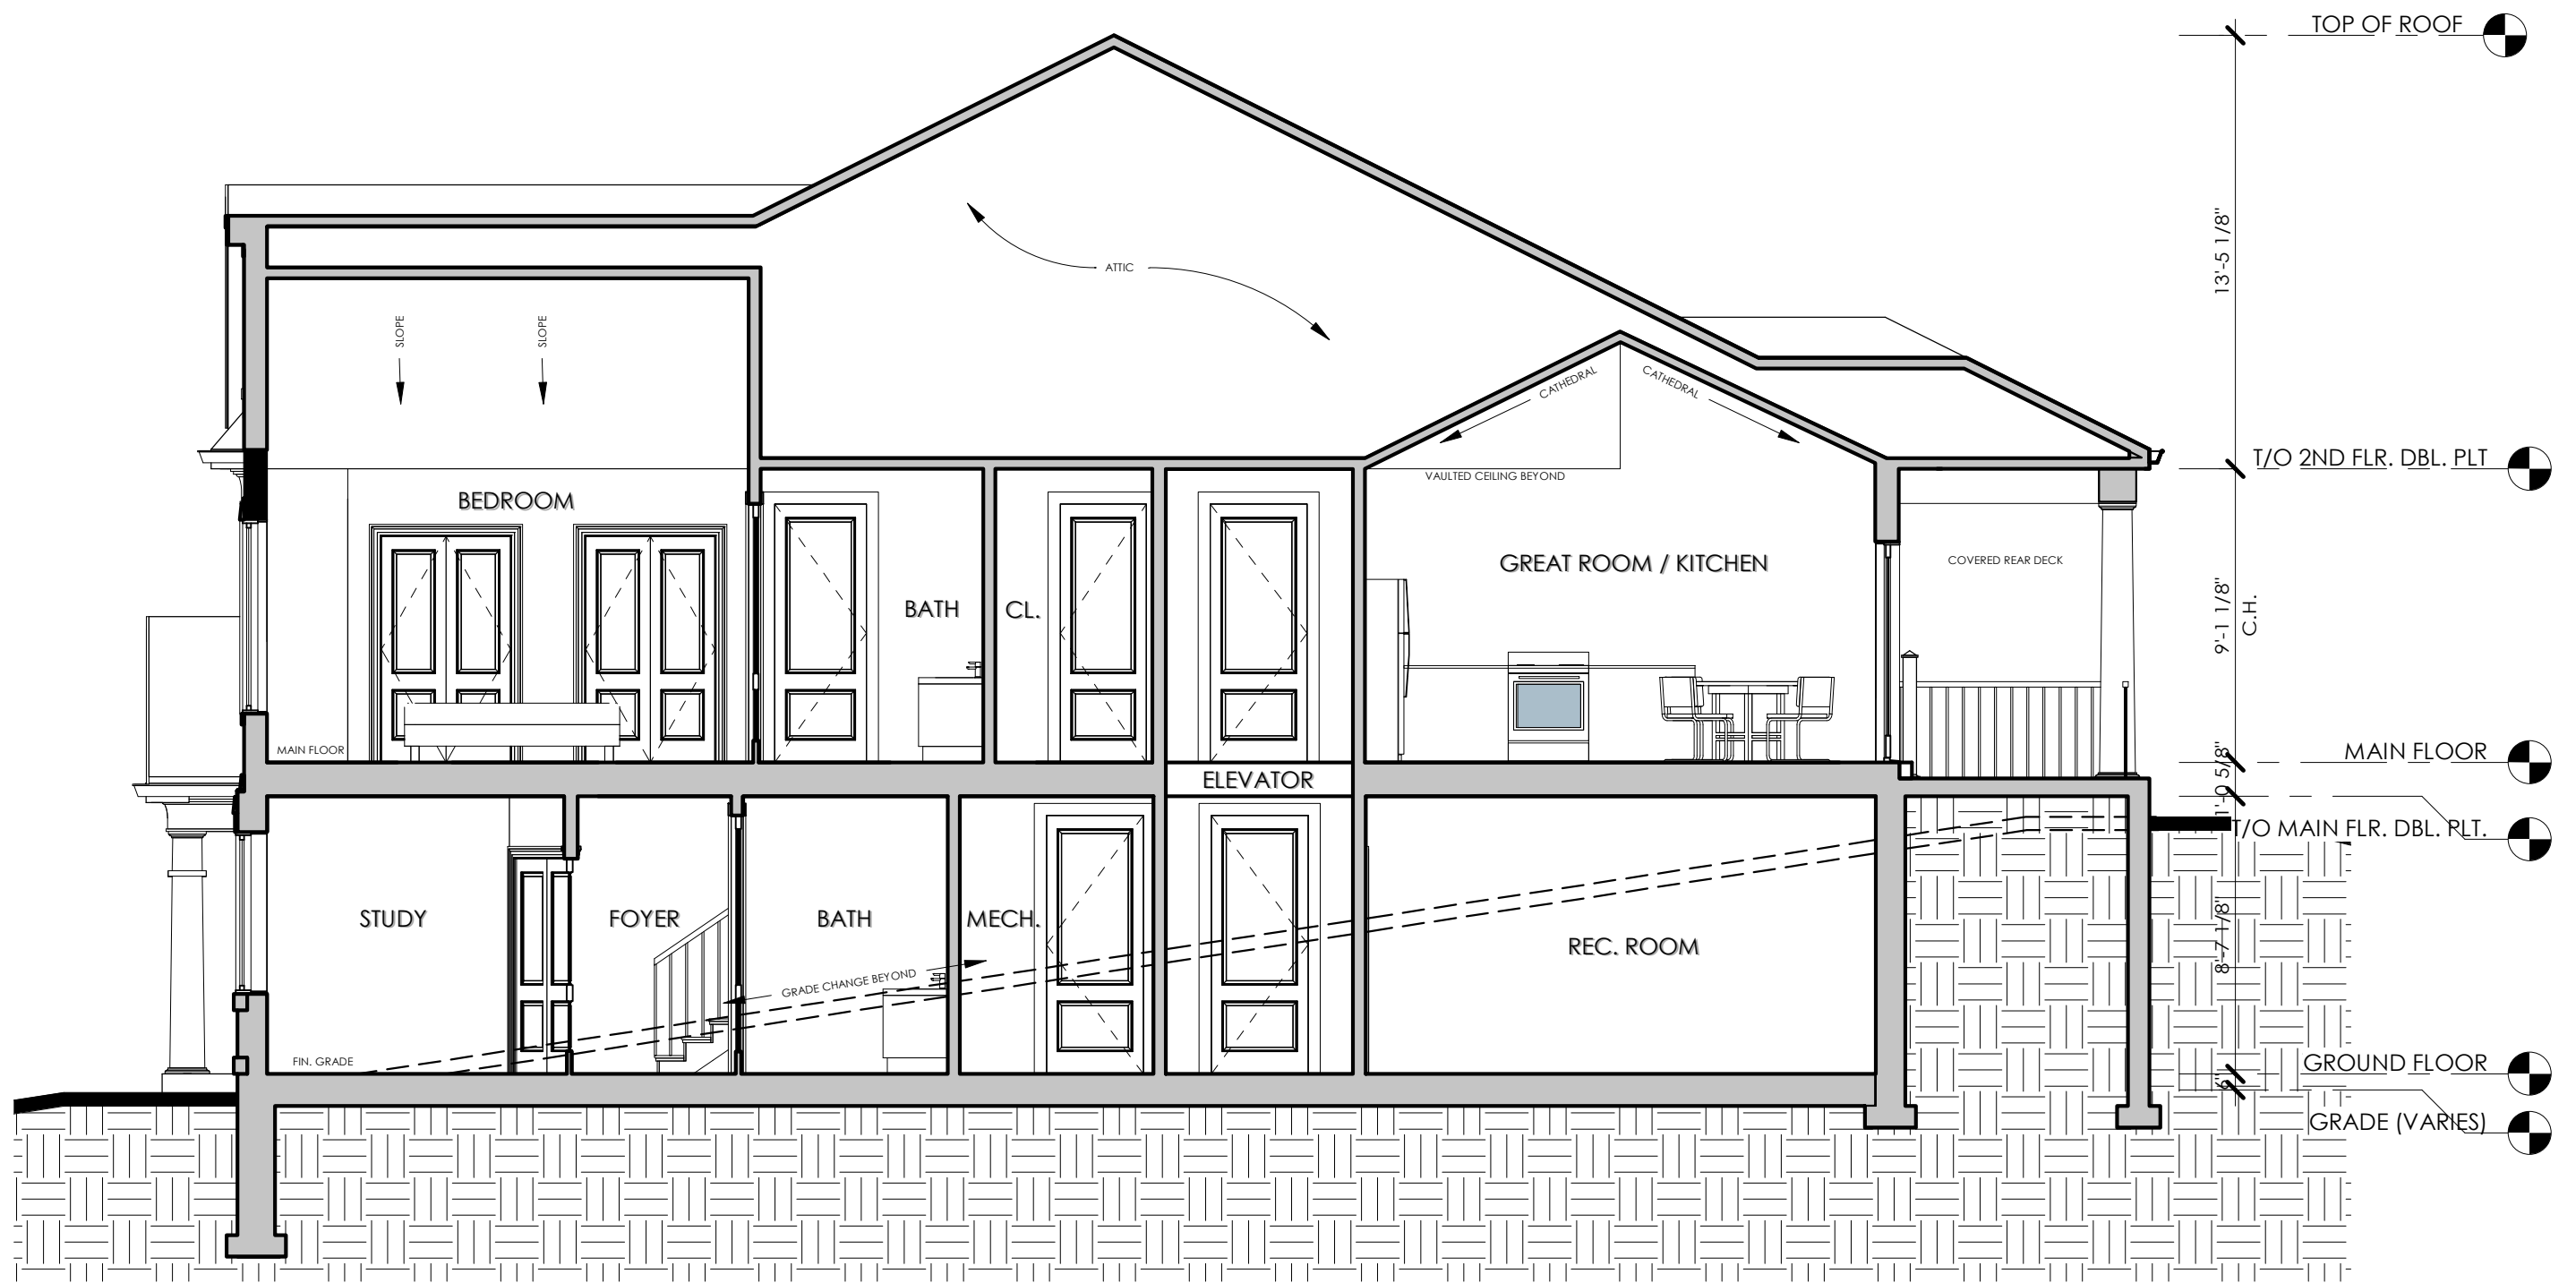 TOP OF ROOF
13'-5 1/8"
ATTIC
SLOPE
SLOPE
CATHEDRAL
CATHEDRAL
T/O 2ND FLR. DBL. PLT
VAULTED CEILING BEYOND
BEDROOM
GREAT ROOM / KITCHEN
COVERED REAR DECK
BATH
CL.
9'-1 1/8"
C.H.
MAIN FLOOR
MAIN FLOOR
ELEVATOR
1'-0 5/8"
T/O MAIN FLR. DBL. PLT.
STUDY
FOYER
BATH
MECH.
REC. ROOM
8'-7 1/8"
GRADE CHANGE BEYOND
FIN. GRADE
GROUND FLOOR
6"
GRADE (VARIES)